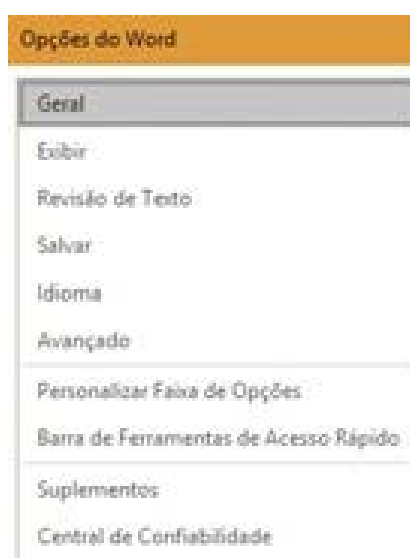 Opções do Word
Geral
Exibir
Revisão de Texto
Salvar
Idioma
Avançado
Personalizar Faixa de Opções
Barra de Ferramentas de Acesso Rápido
Suplementos
Central de Confiabilidade